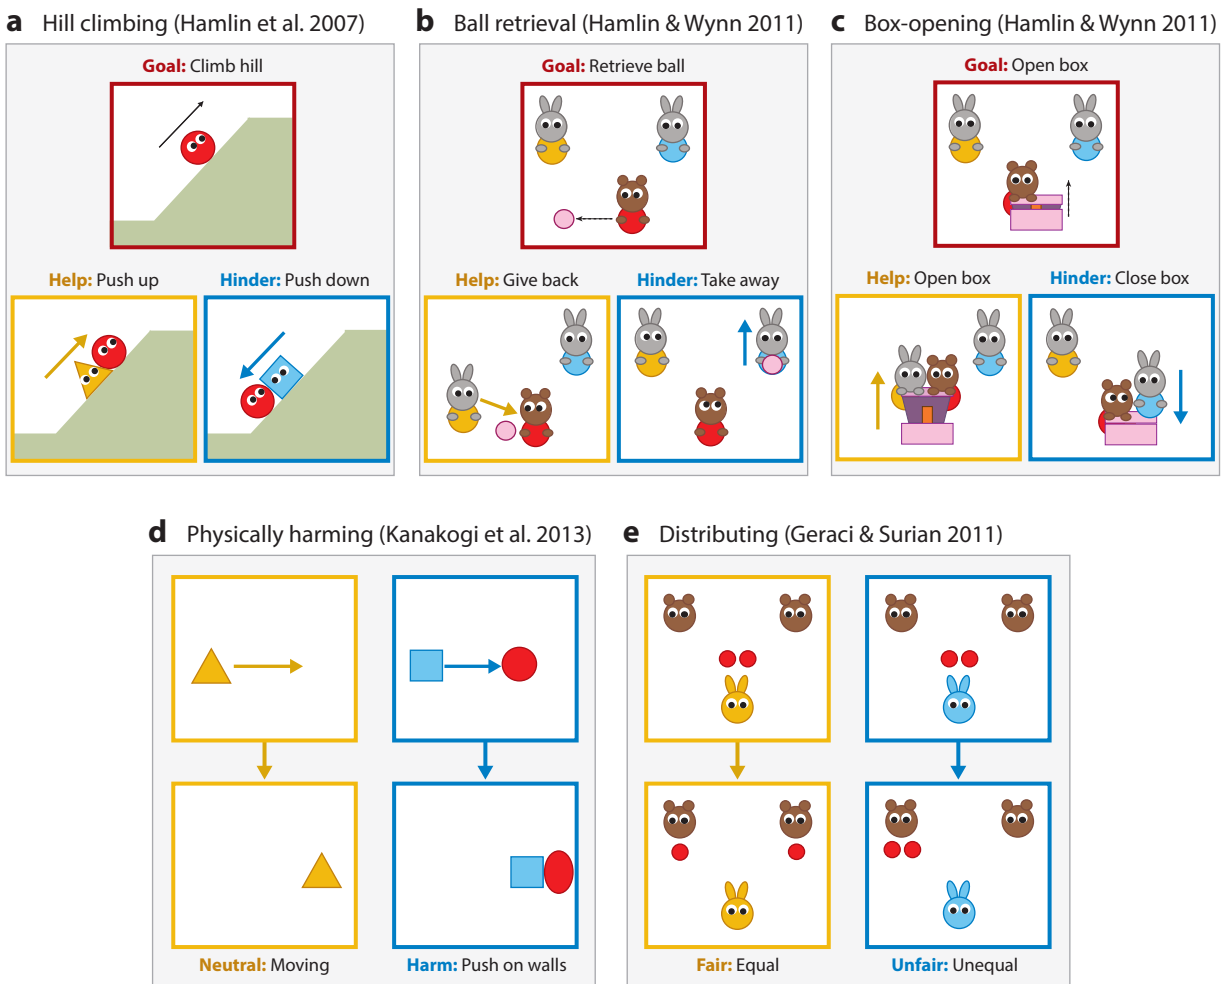 a Hill climbing (Hamlin et al. 2007)
Goal: Climb hill
Help: Push up
Hinder: Push down
b Ball retrieval (Hamlin & Wynn 2011)
Goal: Retrieve ball
Help: Give back
Hinder: Take away
c Box-opening (Hamlin & Wynn 2011)
Goal: Open box
Help: Open box
Hinder: Close box
d Physically harming (Kanakogi et al. 2013)
Neutral: Moving
Harm: Push on walls
e Distributing (Geraci & Surian 2011)
Fair: Equal
Unfair: Unequal